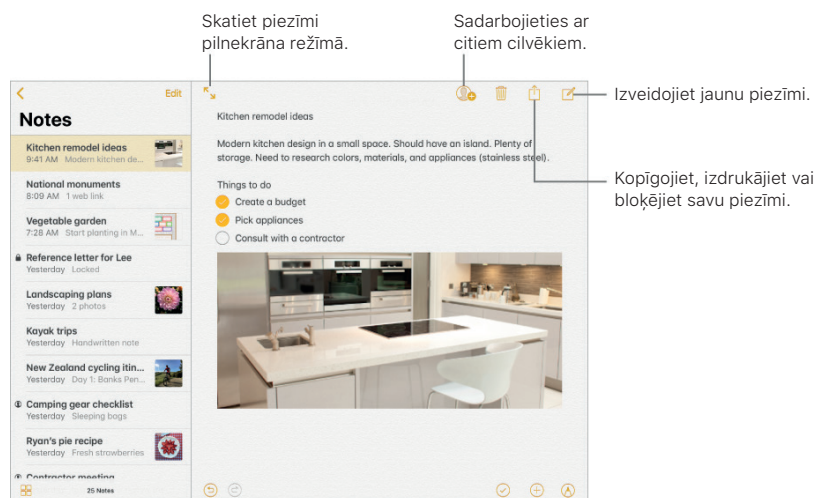 Skatiet piezīmi
pilnekrāna režīmā.
Sadarbojieties ar
citiem cilvēkiem.
Izveidojiet jaunu piezīmi.
Kopīgojiet, izdrukājiet vai
bloķējiet savu piezīmi.
Edit
Notes
Kitchen remodel ideas
9:41 AM Modern kitchen de...
National monuments
8:09 AM 1 web link
Vegetable garden
7:28 AM Start planting in M...
Reference letter for Lee
Yesterday Locked
Landscaping plans
Yesterday 2 photos
Kayak trips
Yesterday Handwritten note
New Zealand cycling itin...
Yesterday Day 1: Banks Pen...
Camping gear checklist
Yesterday Sleeping bags
Ryan's pie recipe
Yesterday Fresh strawberries
Contractor meeting
25 Notes
Kitchen remodel ideas
Modern kitchen design in a small space. Should have an island. Plenty of
storage. Need to research colors, materials, and appliances (stainless steel).
Things to do
Create a budget
Pick appliances
Consult with a contractor